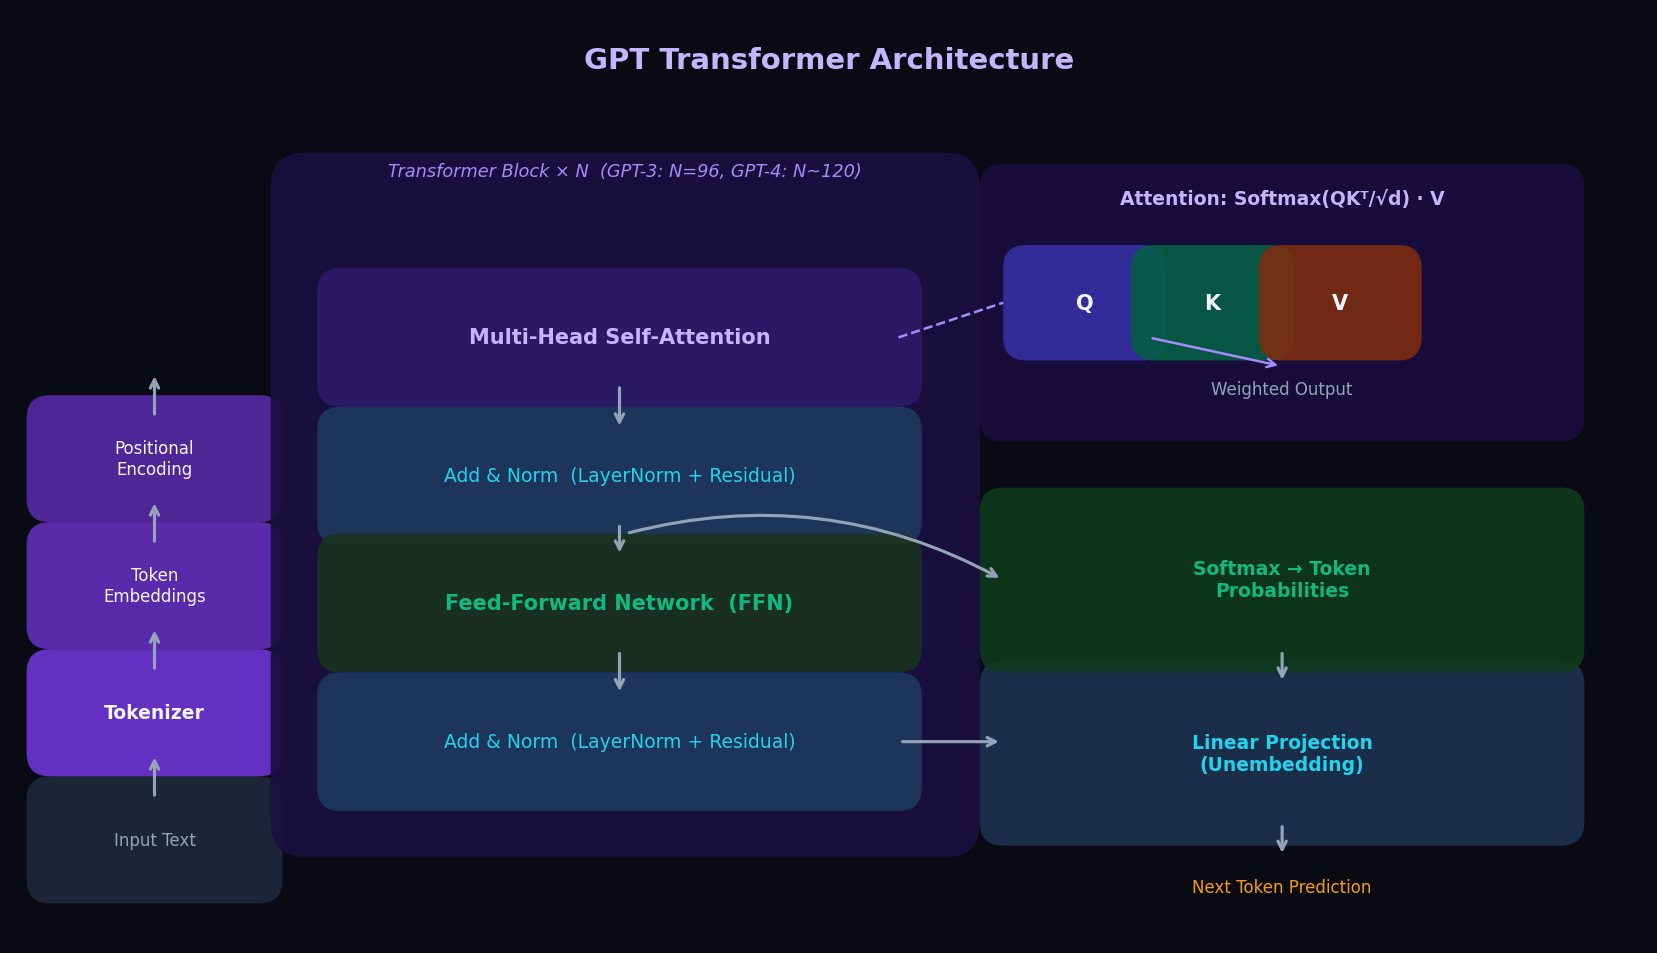 GPT Transformer Architecture
Transformer Block × N  (GPT-3: N=96, GPT-4: N~120)
Multi-Head Self-Attention
Add & Norm  (LayerNorm + Residual)
Feed-Forward Network  (FFN)
Add & Norm  (LayerNorm + Residual)
Positional
Encoding
Token
Embeddings
Tokenizer
Input Text
Attention: Softmax(QKᵀ/√d) · V
Q
K
V
Weighted Output
Softmax → Token
Probabilities
Linear Projection
(Unembedding)
Next Token Prediction